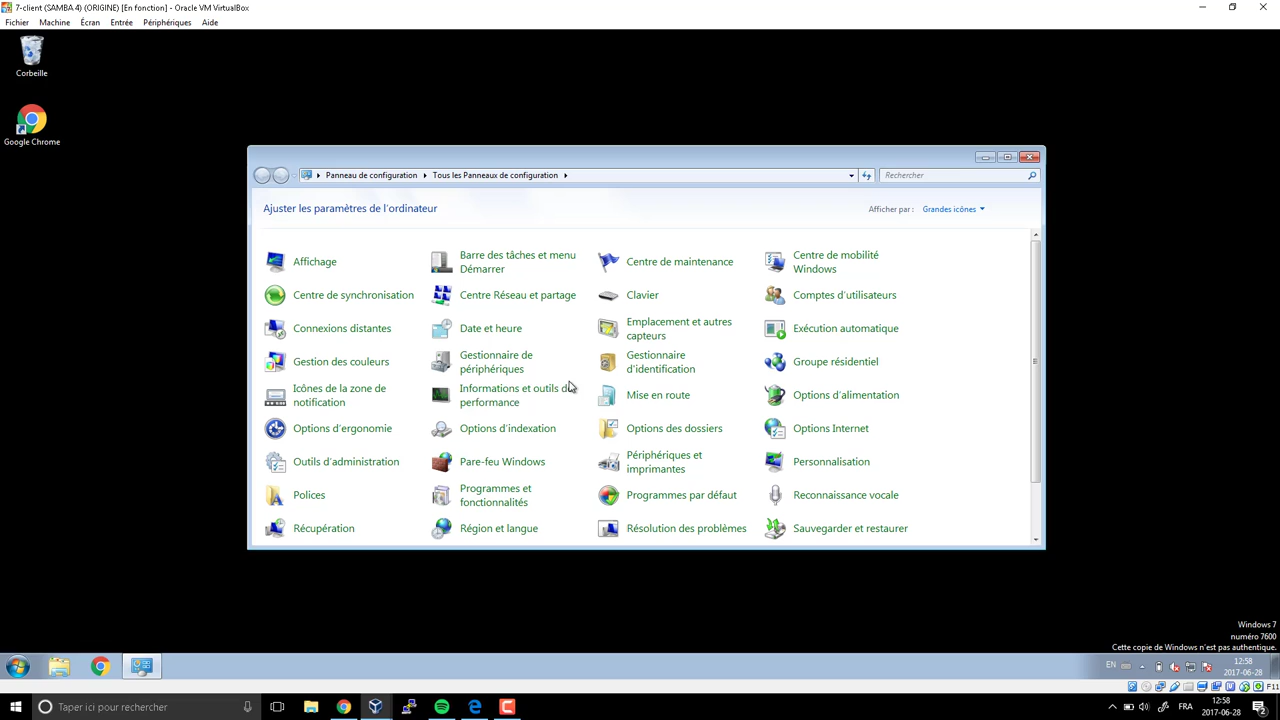 7-client (SAMBA 4) (ORIGINE) [En fonction] - Oracle VM VirtualBox
Fichier Machine Écran Entrée Périphériques Aide
Corbeille
Google Chrome
Panneau de configuration Tous les Panneaux de configuration
Rechercher
Ajuster les paramètres de l'ordinateur
Afficher par : Grandes icônes
Affichage
Barre des tâches et menu
Démarrer
Centre de maintenance
Centre de mobilité
Windows
Centre de synchronisation
Centre Réseau et partage
Clavier
Comptes d'utilisateurs
Connexions distantes
Date et heure
Emplacement et autres
capteurs
Exécution automatique
Gestion des couleurs
Gestionnaire de
périphériques
Gestionnaire
d'identification
Groupe résidentiel
Icônes de la zone de
notification
Informations et outils de
performance
Mise en route
Options d'alimentation
Options d'ergonomie
Options d'indexation
Options des dossiers
Options Internet
Outils d'administration
Pare-feu Windows
Périphériques et
imprimantes
Personnalisation
Polices
Programmes et
fonctionnalités
Programmes par défaut
Reconnaissance vocale
Récupération
Région et langue
Résolution des problèmes
Sauvegarder et restaurer
Windows 7
numéro 7600
Cette copie de Windows n'est pas authentique.
EN
12:58
2017-06-28
F11
Taper ici pour rechercher
FRA
12:58
2017-06-28
2